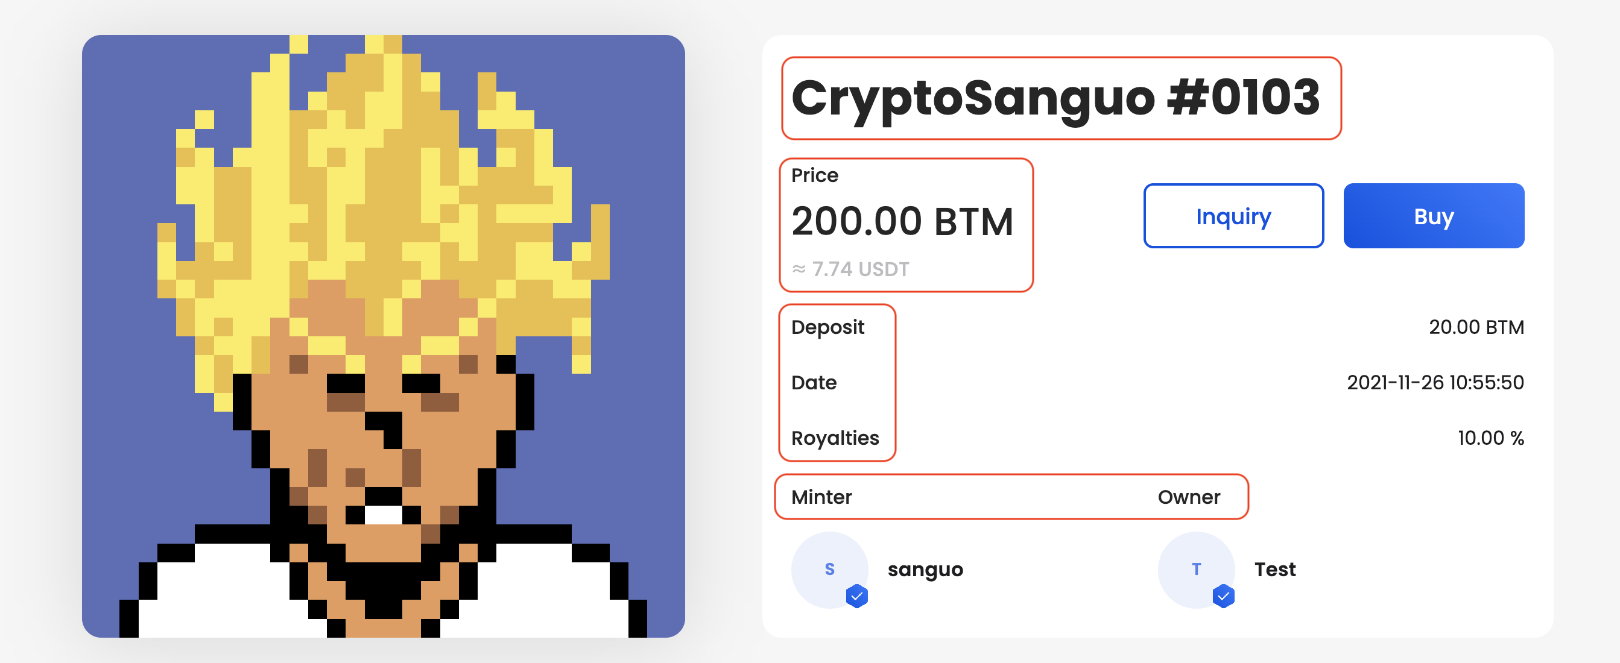 CryptoSanguo #0103
Price
200.00 BTM
≈ 7.74 USDT
Inquiry
Buy
Deposit 20.00 BTM
Date 2021-11-26 10:55:50
Royalties 10.00 %
Minter Owner
S sanguo T Test